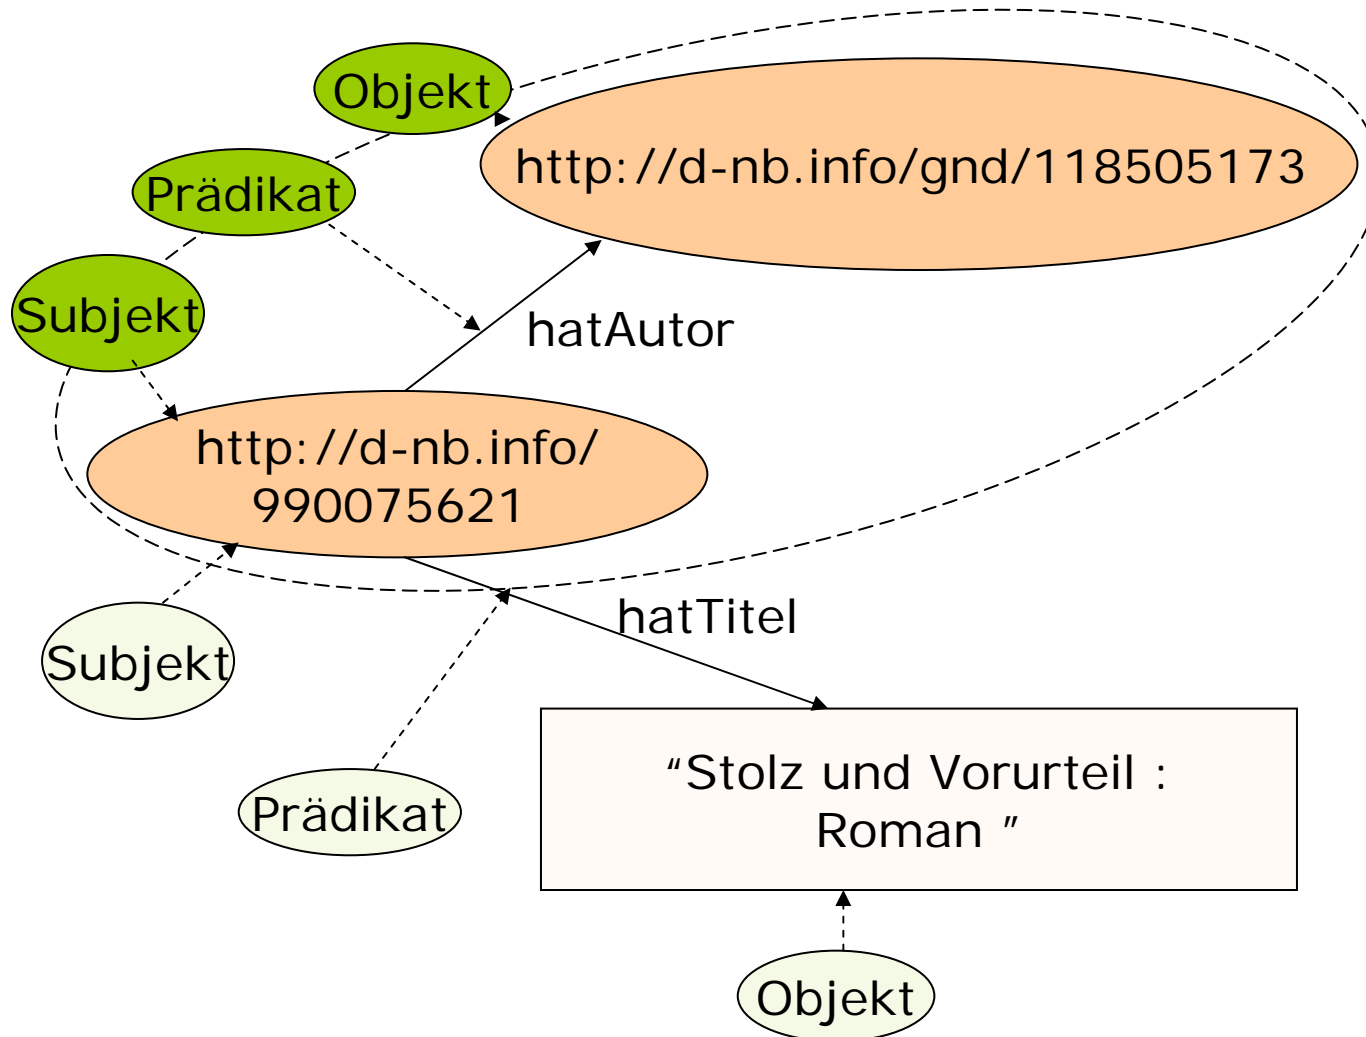 Objekt
http://d-nb.info/gnd/118505173
Prädikat
Subjekt
hatAutor
http://d-nb.info/
990075621
hatTitel
Subjekt
Prädikat
“Stolz und Vorurteil :
Roman ”
Objekt